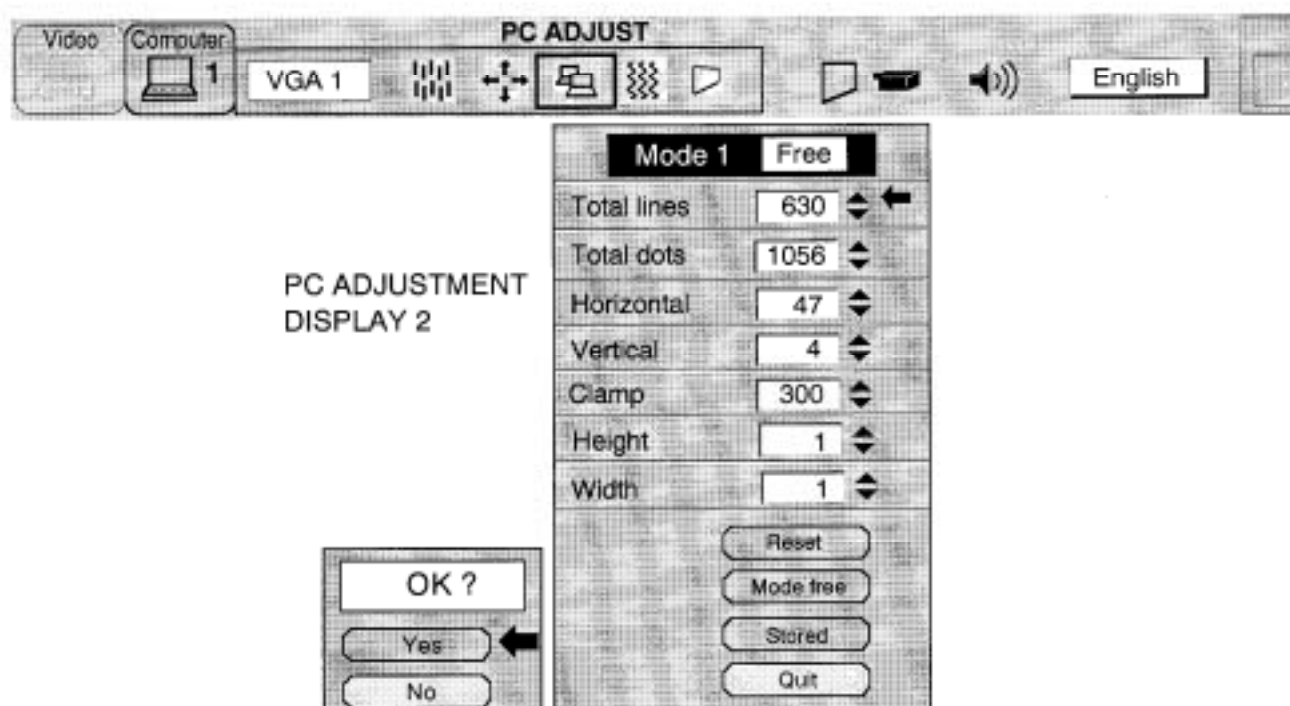 PC ADJUST
Video
Computer
1
VGA 1
English
Mode 1 Free
Total lines 630
Total dots 1056
PC ADJUSTMENT
DISPLAY 2
Horizontal 47
Vertical 4
Clamp 300
Height 1
Width 1
Reset
Mode free
Stored
Quit
OK ?
Yes
No